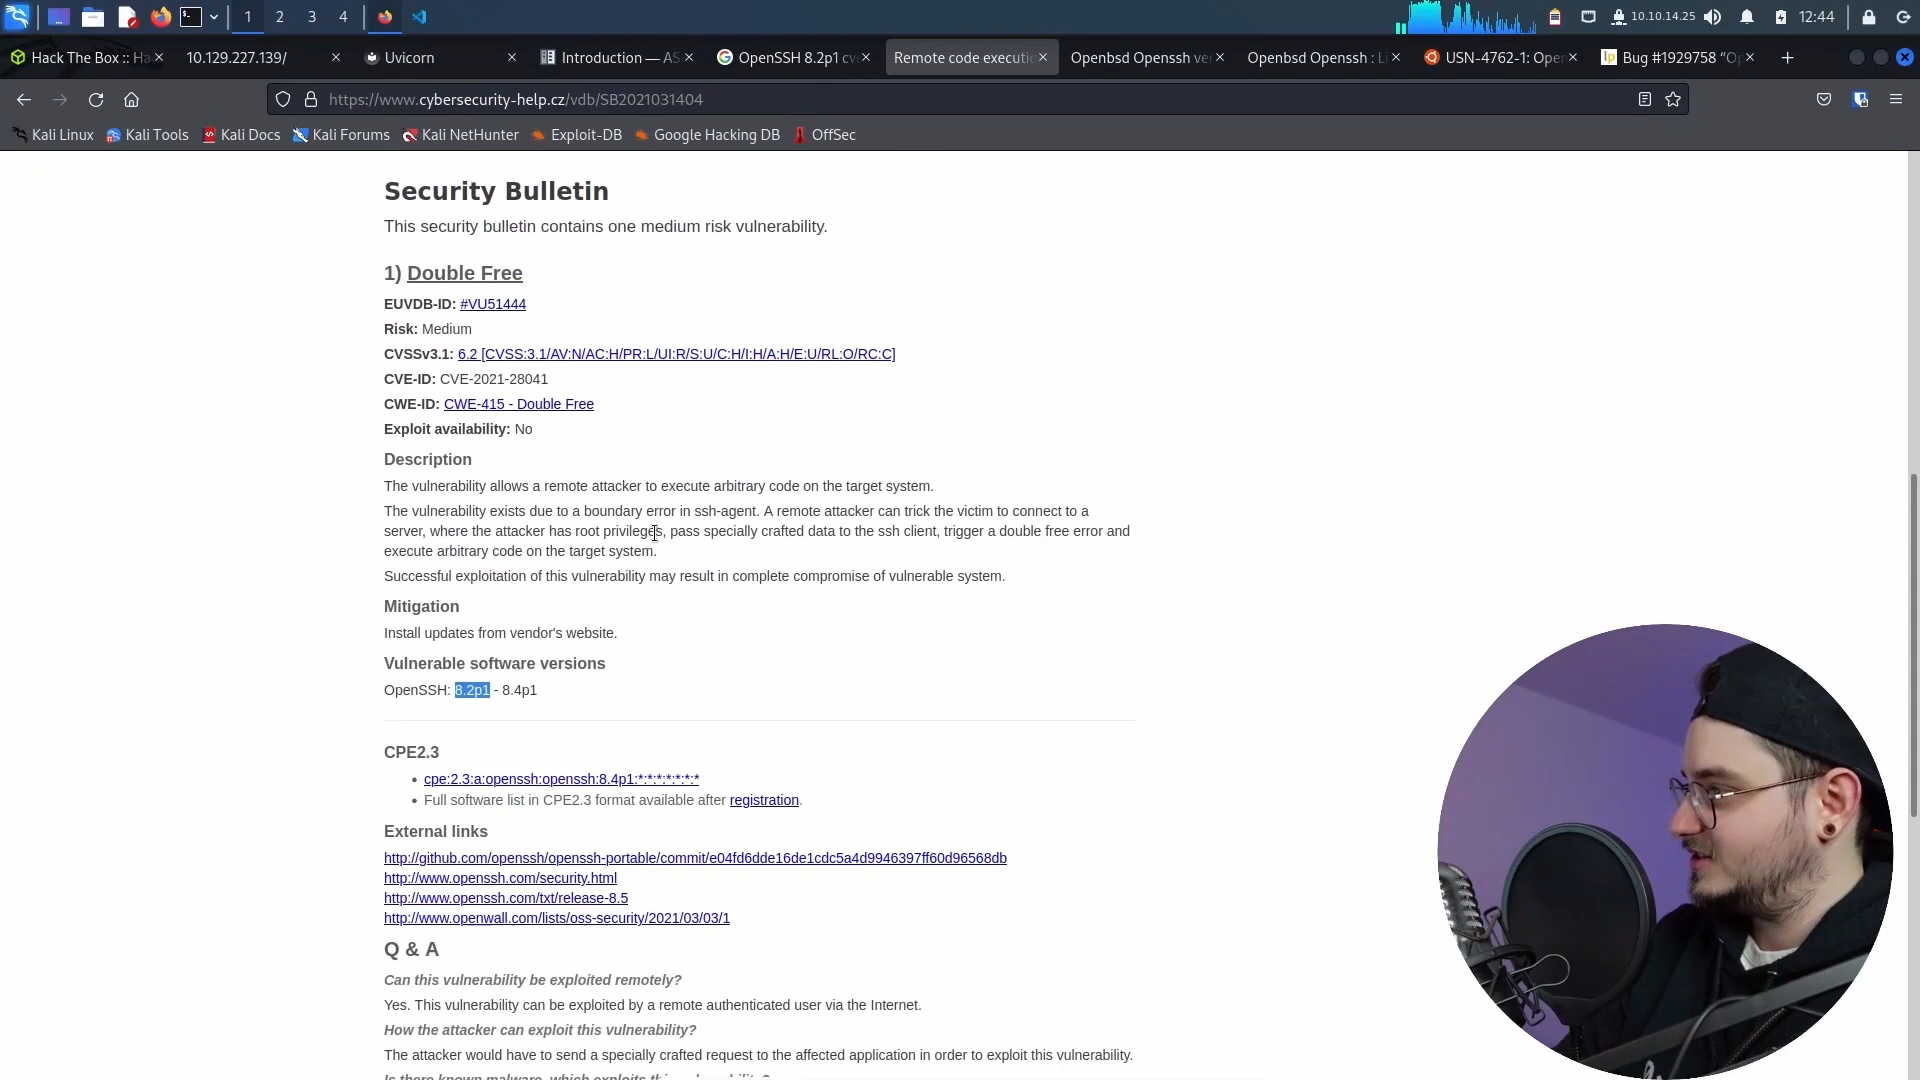 1
2
3
4
10.10.14.25
12:44
Hack The Box :: Ha
10.129.227.139/
Uvicorn
Introduction — AS
OpenSSH 8.2p1 cv
Remote code executi
Openbsd Openssh ver
Openbsd Openssh : Li
USN-4762-1: Open
Bug #1929758 “Op
https://www.cybersecurity-help.cz/vdb/SB2021031404
Kali Linux
Kali Tools
Kali Docs
Kali Forums
Kali NetHunter
Exploit-DB
Google Hacking DB
OffSec
Security Bulletin
This security bulletin contains one medium risk vulnerability.
1) Double Free
EUVDB-ID: #VU51444
Risk: Medium
CVSSv3.1: 6.2 [CVSS:3.1/AV:N/AC:H/PR:L/UI:R/S:U/C:H/I:H/A:H/E:U/RL:O/RC:C]
CVE-ID: CVE-2021-28041
CWE-ID: CWE-415 - Double Free
Exploit availability: No
Description
The vulnerability allows a remote attacker to execute arbitrary code on the target system.
The vulnerability exists due to a boundary error in ssh-agent. A remote attacker can trick the victim to connect to a
server, where the attacker has root privileges, pass specially crafted data to the ssh client, trigger a double free error and
execute arbitrary code on the target system.
Successful exploitation of this vulnerability may result in complete compromise of vulnerable system.
Mitigation
Install updates from vendor's website.
Vulnerable software versions
OpenSSH: 8.2p1 - 8.4p1
CPE2.3
cpe:2.3:a:openssh:openssh:8.4p1:*:*:*:*:*:*:*
Full software list in CPE2.3 format available after registration.
External links
http://github.com/openssh/openssh-portable/commit/e04fd6dde16de1cdc5a4d9946397ff60d96568db
http://www.openssh.com/security.html
http://www.openssh.com/txt/release-8.5
http://www.openwall.com/lists/oss-security/2021/03/03/1
Q & A
Can this vulnerability be exploited remotely?
Yes. This vulnerability can be exploited by a remote authenticated user via the Internet.
How the attacker can exploit this vulnerability?
The attacker would have to send a specially crafted request to the affected application in order to exploit this vulnerability.
Is there known malware, which exploits this vulnerability?